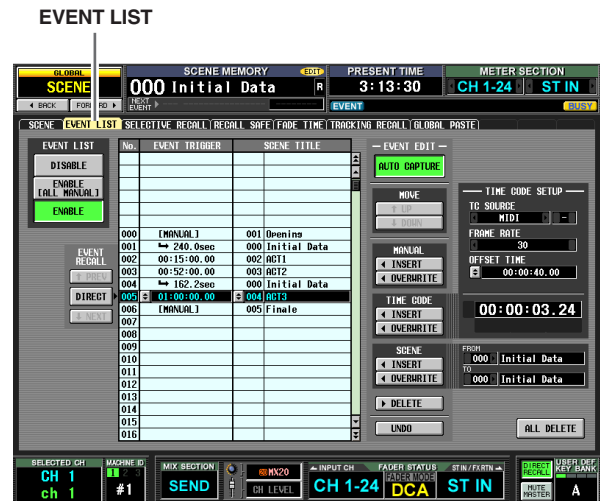 EVENT LIST
GLOBAL
SCENE
BACK
SCENE MEMORY
EDIT
000 Initial Data
R
NEXT EVENT
PRESENT TIME
3:13:30
EVENT
METER SECTION
CH 1-24
ST IN
BUSY
SCENE EVENT LIST SELECTIVE RECALL RECALL SAFE FADE TIME TRACKING RECALL GLOBAL PASTE
EVENT LIST
DISABLE
ENABLE
[ALL MANUAL]
ENABLE
EVENT RECALL
↑ PREV
DIRECT
↓ NEXT
No. EVENT TRIGGER SCENE TITLE
000 [MANUAL] 001 Opening
001 240.0sec 000 Initial Data
002 00:15:00.00 002 ACT1
003 00:52:00.00 003 ACT2
004 162.2sec 000 Initial Data
005 01:00:00.00 004 ACT3
006 [MANUAL] 005 Finale
007
008
009
010
011
012
013
014
015
016
EVENT EDIT
AUTO CAPTURE
MOVE
↑ UP
↓ DOWN
MANUAL
INSERT
OVERWRITE
TIME CODE
INSERT
OVERWRITE
SCENE
INSERT
OVERWRITE
DELETE
UNDO
TIME CODE SETUP
TC SOURCE
MIDI
-
FRAME RATE
30
OFFSET TIME
00:00:40.00
00:00:03.24
FROM
000 Initial Data
TO
000 Initial Data
ALL DELETE
SELECTED CH
CH 1
ch 1
MACHINE ID
1 2 3
#1
MIX SECTION
SEND
MX20
CH LEVEL
INPUT CH
CH 1-24
FADER STATUS
FADER MODE
DCA
ST IN/FXRTN
ST IN
DIRECT RECALL
MUTE MASTER
USER DEF KEY BANK
A